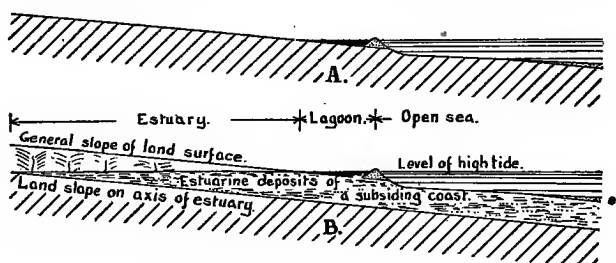 A.
Estuary. Lagoon. Open sea.
General slope of land surface.
Level of high tide.
Estuarine deposits of
a subsiding coast.
Land slope on axis of estuary.
B.